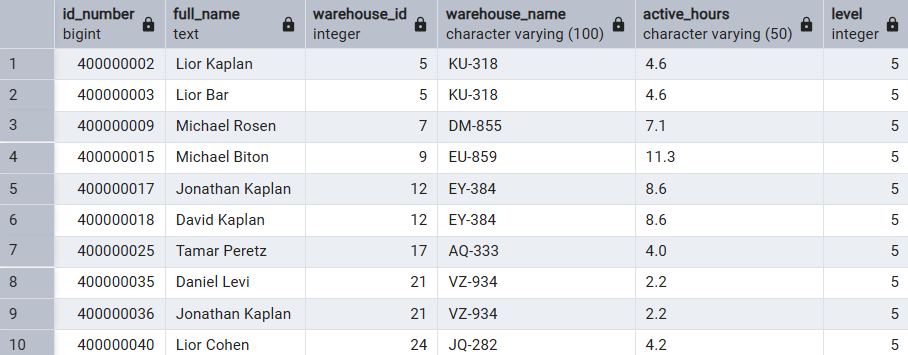 id_number full_name warehouse_id warehouse_name active_hours level
bigint text integer character varying (100) character varying (50) integer
1 400000002 Lior Kaplan 5 KU-318 4.6 5
2 400000003 Lior Bar 5 KU-318 4.6 5
3 400000009 Michael Rosen 7 DM-855 7.1 5
4 400000015 Michael Biton 9 EU-859 11.3 5
5 400000017 Jonathan Kaplan 12 EY-384 8.6 5
6 400000018 David Kaplan 12 EY-384 8.6 5
7 400000025 Tamar Peretz 17 AQ-333 4.0 5
8 400000035 Daniel Levi 21 VZ-934 2.2 5
9 400000036 Jonathan Kaplan 21 VZ-934 2.2 5
10 400000040 Lior Cohen 24 JQ-282 4.2 5